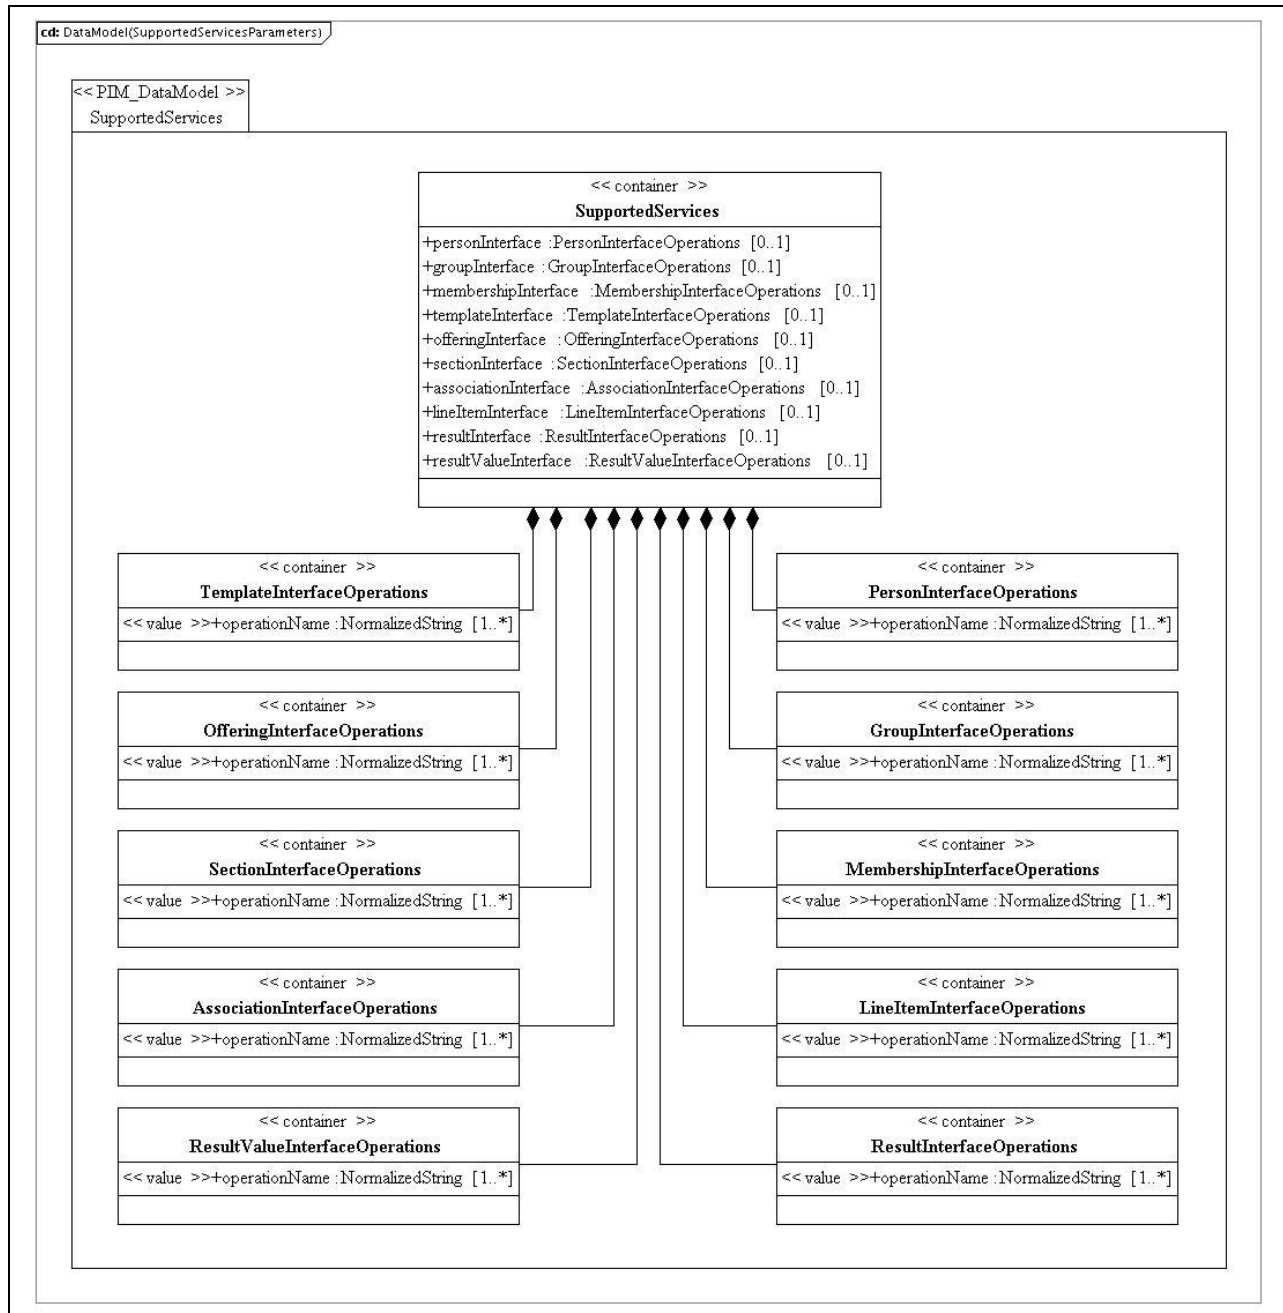 cd: DataModel(SupportedServicesParameters)
<< PIM_DataModel >>
SupportedServices
<< container >>
SupportedServices
+personInterface :PersonInterfaceOperations [0..1]
+groupInterface :GroupInterfaceOperations [0..1]
+membershipInterface :MembershipInterfaceOperations [0..1]
+templateInterface :TemplateInterfaceOperations [0..1]
+offeringInterface :OfferingInterfaceOperations [0..1]
+sectionInterface :SectionInterfaceOperations [0..1]
+associationInterface :AssociationInterfaceOperations [0..1]
+lineItemInterface :LineItemInterfaceOperations [0..1]
+resultInterface :ResultInterfaceOperations [0..1]
+resultValueInterface :ResultValueInterfaceOperations [0..1]
<< container >>
TemplateInterfaceOperations
<< value >>+operationName :NormalizedString [1..*]
<< container >>
PersonInterfaceOperations
<< value >>+operationName :NormalizedString [1..*]
<< container >>
OfferingInterfaceOperations
<< value >>+operationName :NormalizedString [1..*]
<< container >>
GroupInterfaceOperations
<< value >>+operationName :NormalizedString [1..*]
<< container >>
SectionInterfaceOperations
<< value >>+operationName :NormalizedString [1..*]
<< container >>
MembershipInterfaceOperations
<< value >>+operationName :NormalizedString [1..*]
<< container >>
AssociationInterfaceOperations
<< value >>+operationName :NormalizedString [1..*]
<< container >>
LineItemInterfaceOperations
<< value >>+operationName :NormalizedString [1..*]
<< container >>
ResultValueInterfaceOperations
<< value >>+operationName :NormalizedString [1..*]
<< container >>
ResultInterfaceOperations
<< value >>+operationName :NormalizedString [1..*]